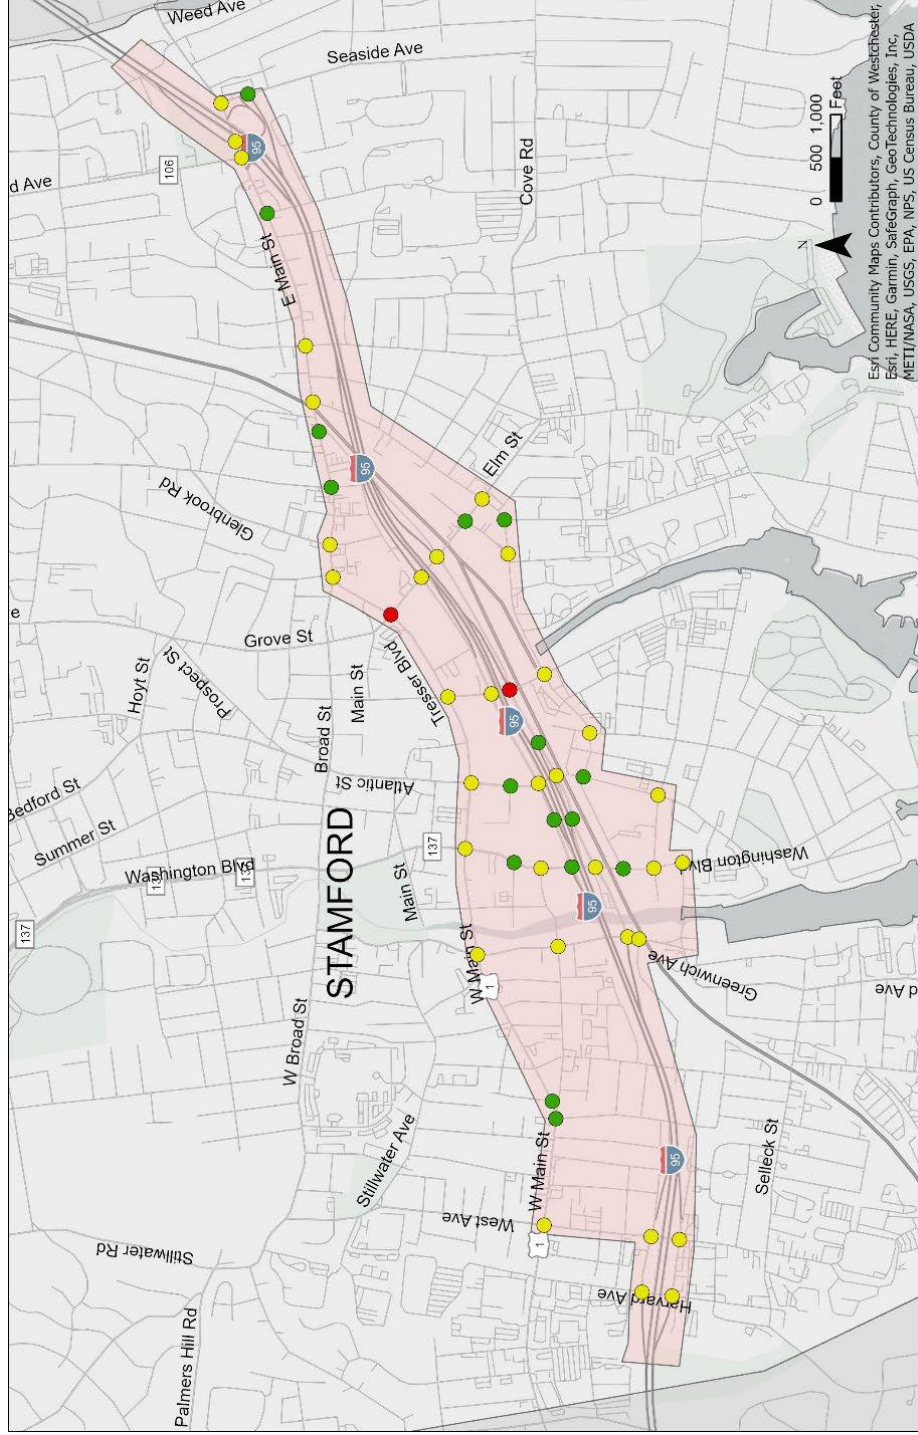 Weed Ave
Seaside Ave
d Ave
106
95
E Main St
Cove Rd
N
0 500 1,000
Feet
Esri Community Maps Contributors, County of Westchester,
Esri, HERE, Garmin, SafeGraph, GeoTechnologies, Inc,
METI/NASA, USGS, EPA, NPS, US Census Bureau, USDA
Glenbrook Rd
95
Elm St
e
Hoyt St
Prospect St
Grove St
Main St
Tresser Blvd
Broad St
Bedford St
Summer St
Atlantic St
95
STAMFORD
Washington Blvd
137
Main St
137
Washington Blvd
95
W Main St
1
Greenwich Ave
d Ave
W Broad St
Stillwater Ave
W Main St
West Ave
1
95
Selleck St
Stillwater Rd
Palmers Hill Rd
Harvard Ave